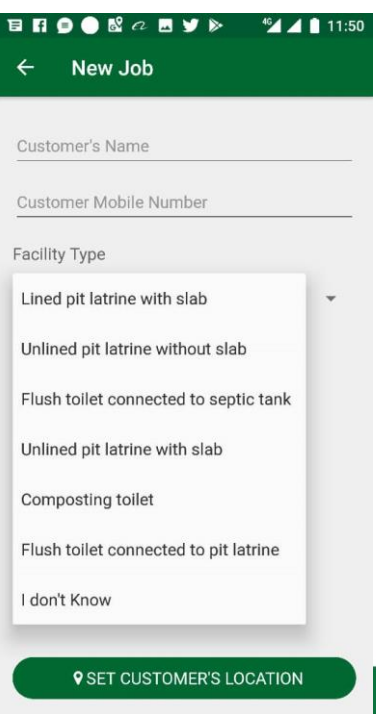 4G 11:50
New Job
Customer's Name
Customer Mobile Number
Facility Type
Lined pit latrine with slab
Unlined pit latrine without slab
Flush toilet connected to septic tank
Unlined pit latrine with slab
Composting toilet
Flush toilet connected to pit latrine
I don't Know
SET CUSTOMER'S LOCATION